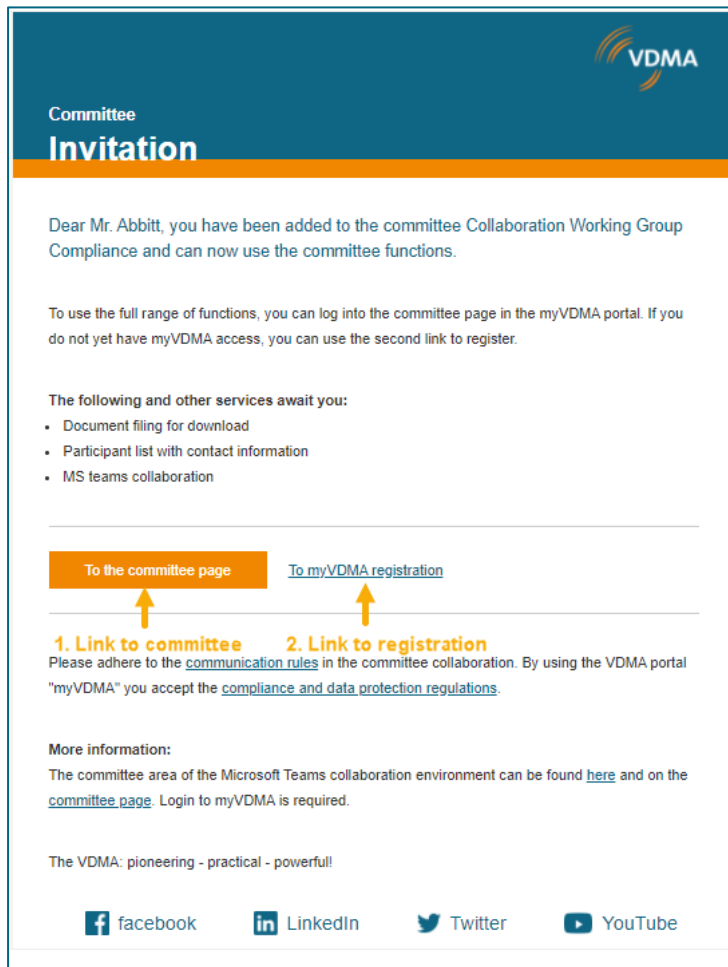 VDMA
Committee
Invitation
Dear Mr. Abbitt, you have been added to the committee Collaboration Working Group
Compliance and can now use the committee functions.
To use the full range of functions, you can log into the committee page in the myVDMA portal. If you
do not yet have myVDMA access, you can use the second link to register.
The following and other services await you:
• Document filing for download
• Participant list with contact information
• MS teams collaboration
To the committee page To myVDMA registration
1. Link to committee 2. Link to registration
Please adhere to the communication rules in the committee collaboration. By using the VDMA portal
"myVDMA" you accept the compliance and data protection regulations.
More information:
The committee area of the Microsoft Teams collaboration environment can be found here and on the
committee page. Login to myVDMA is required.
The VDMA: pioneering - practical - powerful!
facebook LinkedIn Twitter YouTube